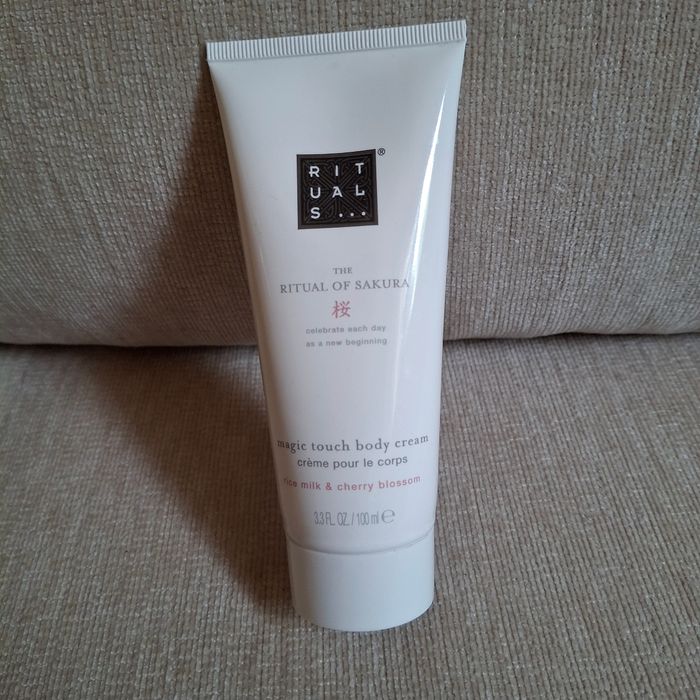 RIT
UAL
S...
®
THE
RITUAL OF SAKURA
桜
celebrate each day
as a new beginning
magic touch body cream
crème pour le corps
rice milk & cherry blossom
3.3 FL. OZ. / 100 ml ℮